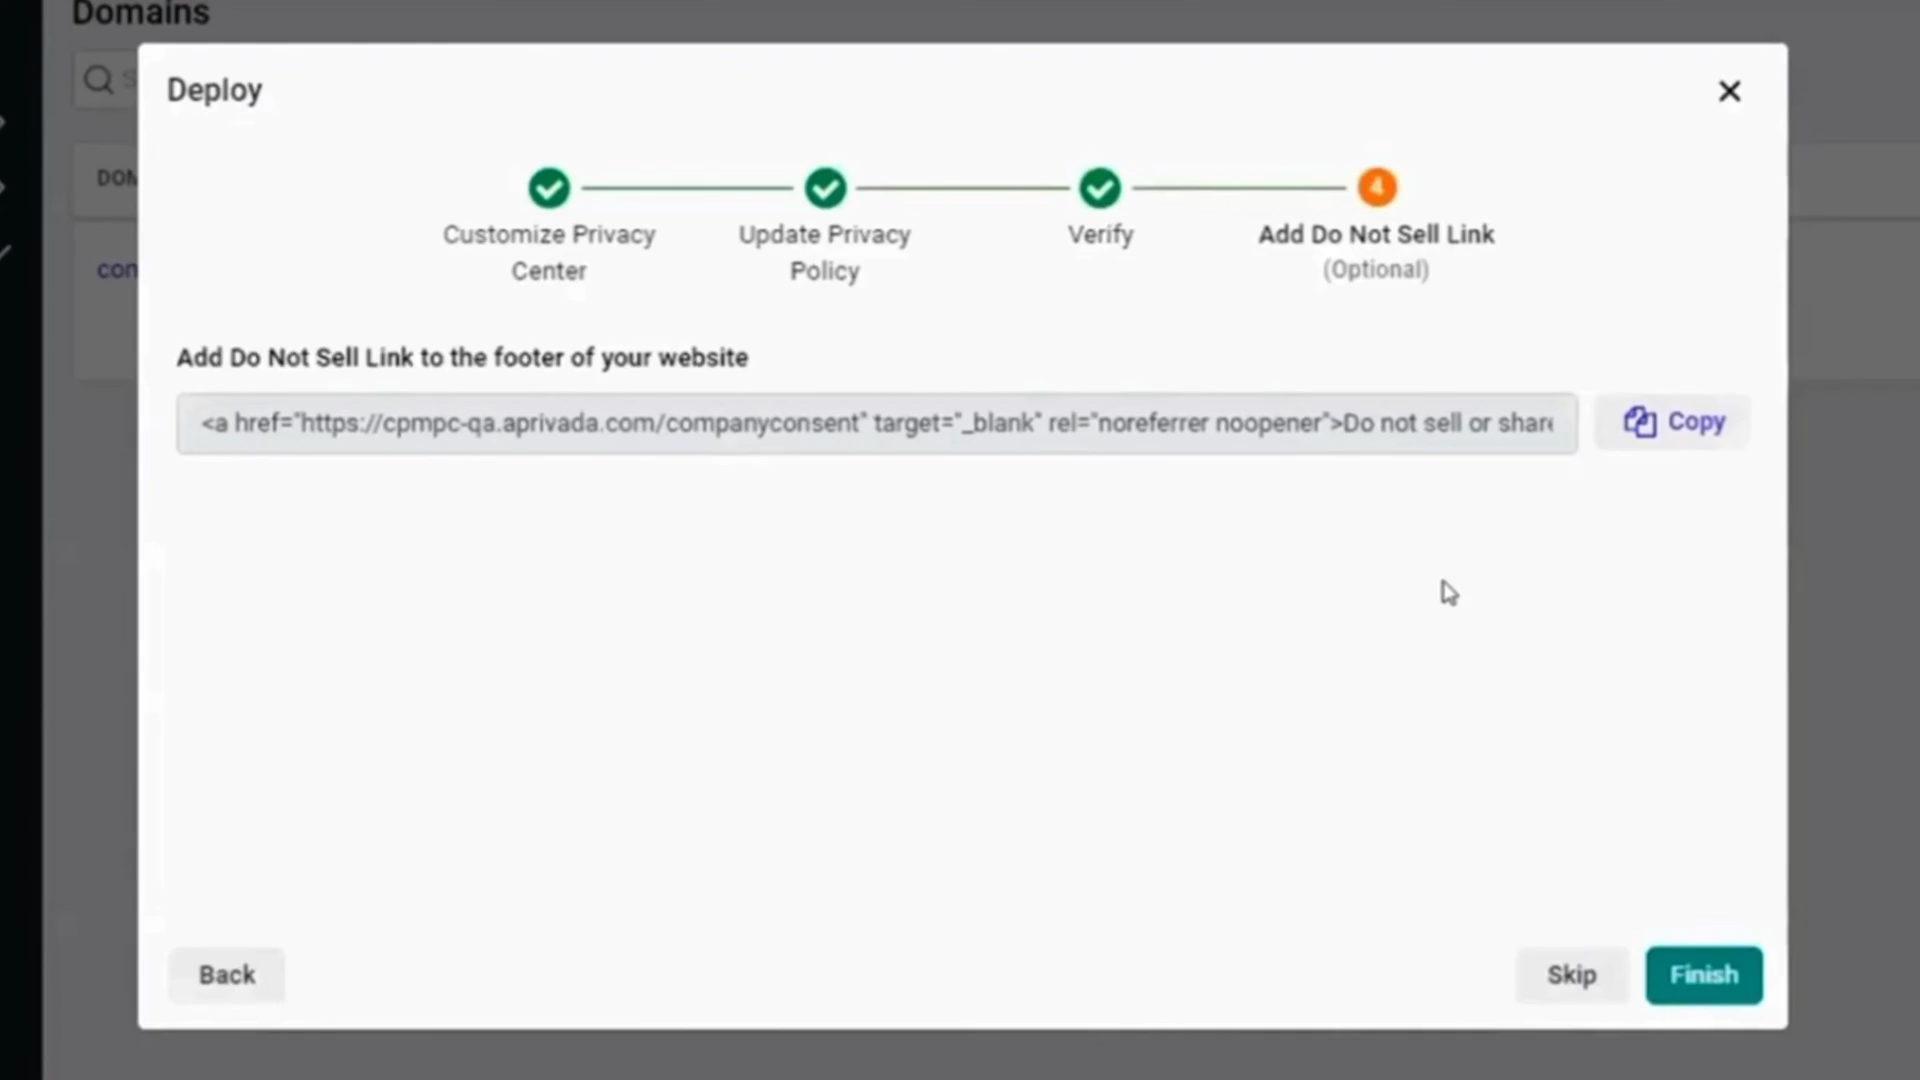 Domains
Deploy
4
Customize Privacy
Center
Update Privacy
Policy
Verify
Add Do Not Sell Link
(Optional)
Add Do Not Sell Link to the footer of your website
<a href="https://cpmpc-qa.aprivada.com/companyconsent" target="_blank" rel="noreferrer noopener">Do not sell or share
Copy
Back
Skip
Finish